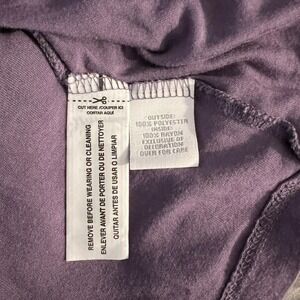 CUT HERE /COUPER ICI
CORTAR AQUÍ
REMOVE BEFORE WEARING OR CLEANING
ENLEVER AVANT DE PORTER OU DE NETTOYER
QUITAR ANTES DE USAR O LIMPIAR
OUTSIDE:
100% POLYESTER
INSIDE:
100% RAYON
EXCLUSIVE OF
DECORATION
OVER FOR CARE